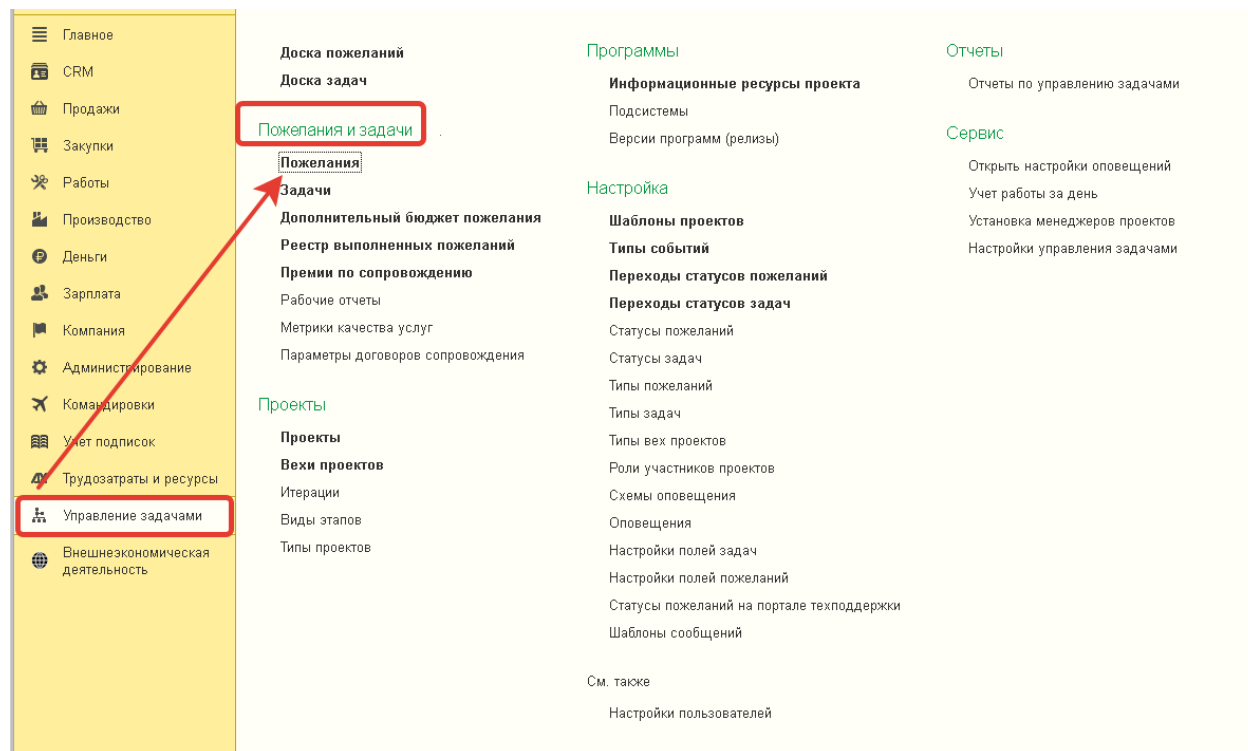 Главное
CRM
Продажи
Закупки
Работы
Производство
Деньги
Зарплата
Компания
Администрирование
Командировки
Учет подписок
Трудозатраты и ресурсы
Управление задачами
Внешнеэкономическая
деятельность
Доска пожеланий
Доска задач
Пожелания и задачи
Пожелания
Задачи
Дополнительный бюджет пожелания
Реестр выполненных пожеланий
Премии по сопровождению
Рабочие отчеты
Метрики качества услуг
Параметры договоров сопровождения
Проекты
Проекты
Вехи проектов
Итерации
Виды этапов
Типы проектов
Программы
Информационные ресурсы проекта
Подсистемы
Версии программ (релизы)
Настройка
Шаблоны проектов
Типы событий
Переходы статусов пожеланий
Переходы статусов задач
Статусы пожеланий
Статусы задач
Типы пожеланий
Типы задач
Типы вех проектов
Роли участников проектов
Схемы оповещения
Оповещения
Настройки полей задач
Настройки полей пожеланий
Статусы пожеланий на портале техподдержки
Шаблоны сообщений
См. также
Настройки пользователей
Отчеты
Отчеты по управлению задачами
Сервис
Открыть настройки оповещений
Учет работы за день
Установка менеджеров проектов
Настройки управления задачами